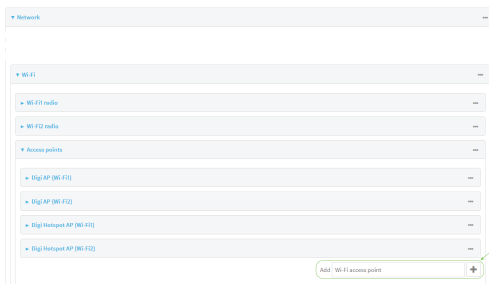 Network
Wi-Fi
Wi-Fi1 radio
Wi-Fi2 radio
Access points
Digi AP (Wi-Fi1)
Digi AP (Wi-Fi2)
Digi Hotspot AP (Wi-Fi1)
Digi Hotspot AP (Wi-Fi2)
Add Wi-Fi access point